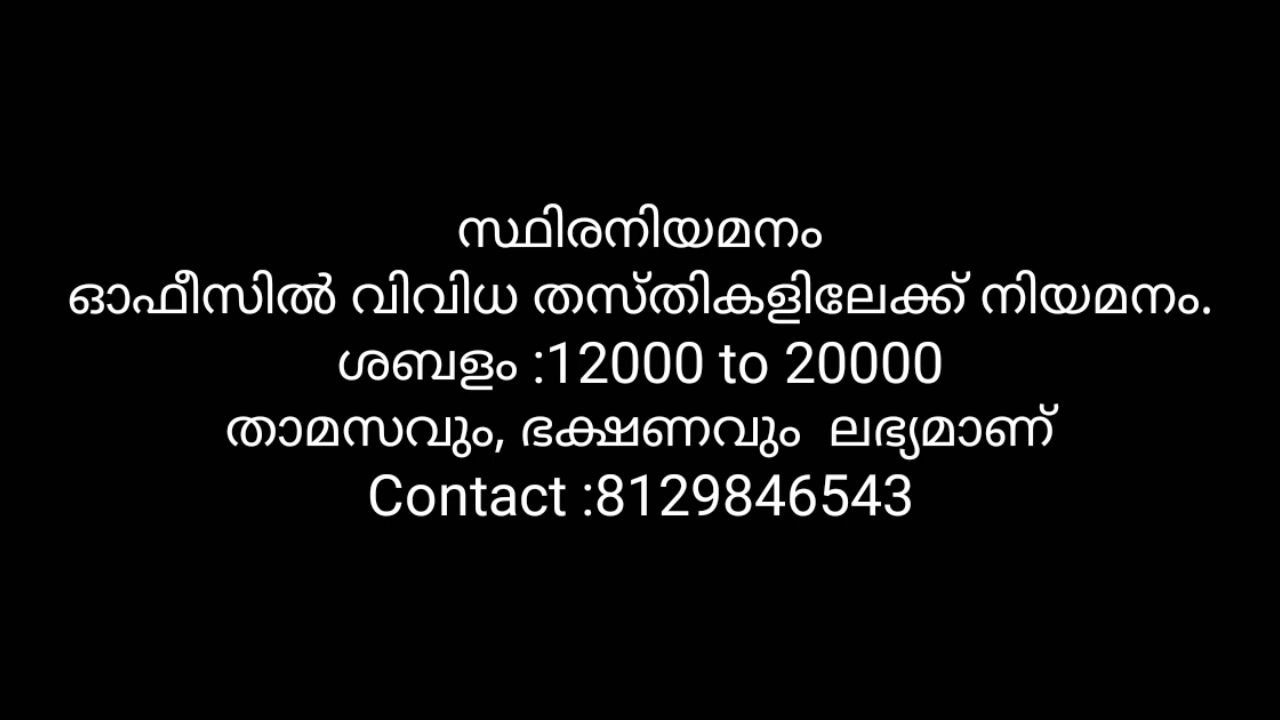 സ്ഥിരനിയമനം
ഓഫീസിൽ വിവിധ തസ്തികളിലേക്ക് നിയമനം.
ശബളം :12000 to 20000
താമസവും, ഭക്ഷണവും  ലഭ്യമാണ്
Contact :8129846543